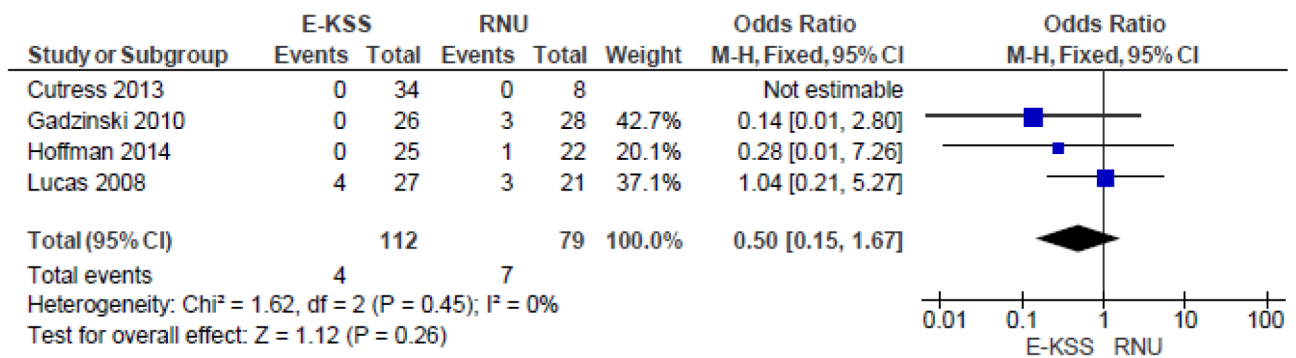 E-KSS RNU Odds Ratio Odds Ratio
Study or Subgroup Events Total Events Total Weight M-H, Fixed, 95% CI M-H, Fixed, 95% CI
Cutress 2013 0 34 0 8 Not estimable
Gadzinski 2010 0 26 3 28 42.7% 0.14 [0.01, 2.80]
Hoffman 2014 0 25 1 22 20.1% 0.28 [0.01, 7.26]
Lucas 2008 4 27 3 21 37.1% 1.04 [0.21, 5.27]
Total (95% CI) 112 79 100.0% 0.50 [0.15, 1.67]
Total events 4 7
Heterogeneity: Chi² = 1.62, df = 2 (P = 0.45); I² = 0%
Test for overall effect: Z = 1.12 (P = 0.26)
0.01 0.1 1 10 100
E-KSS RNU